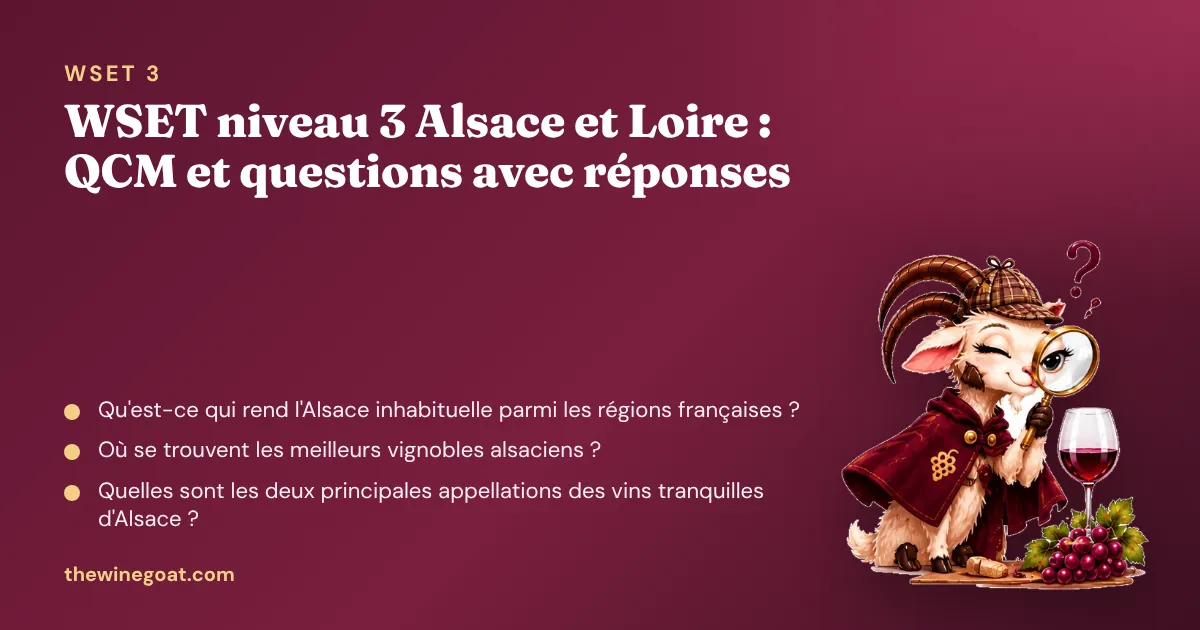 WSET 3
WSET niveau 3 Alsace et Loire :
QCM et questions avec réponses
Qu'est-ce qui rend l'Alsace inhabituelle parmi les régions françaises ?
Où se trouvent les meilleurs vignobles alsaciens ?
Quelles sont les deux principales appellations des vins tranquilles
d'Alsace ?
thewinegoat.com